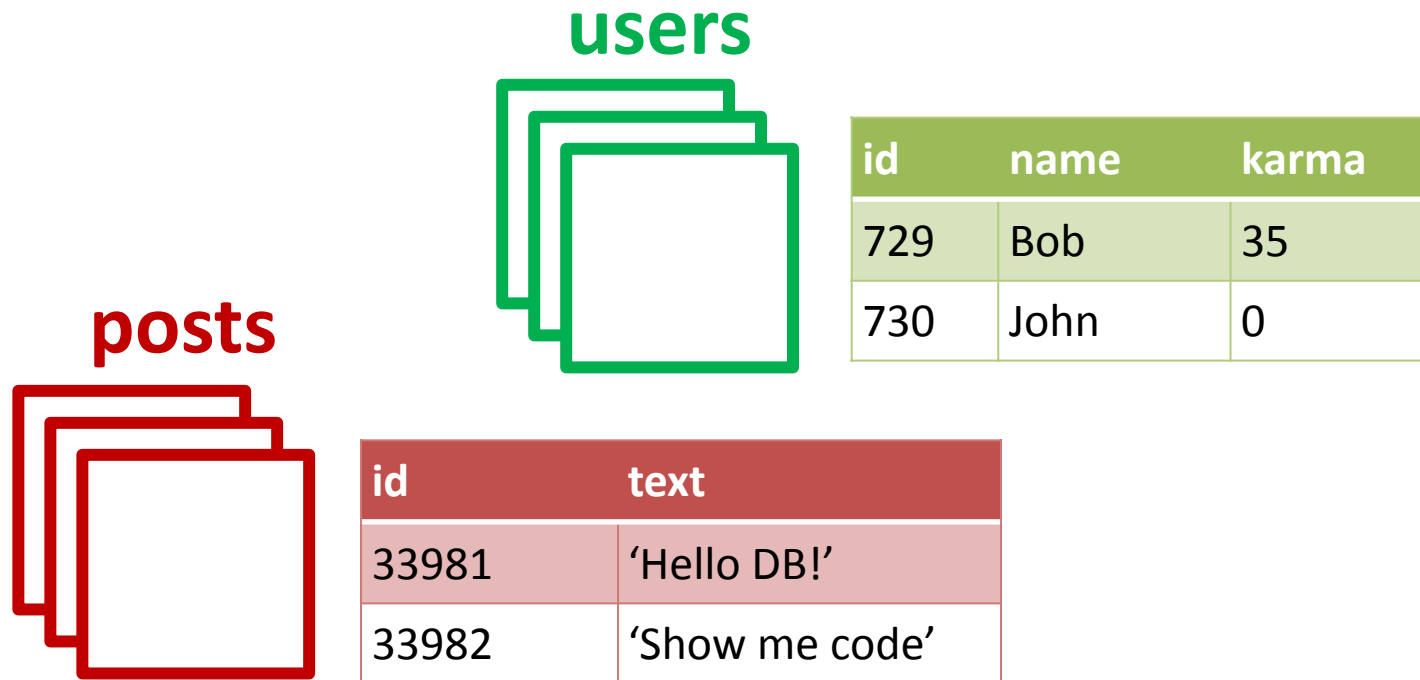 users
id name karma
729 Bob 35
730 John 0
posts
id text
33981 ‘Hello DB!’
33982 ‘Show me code’